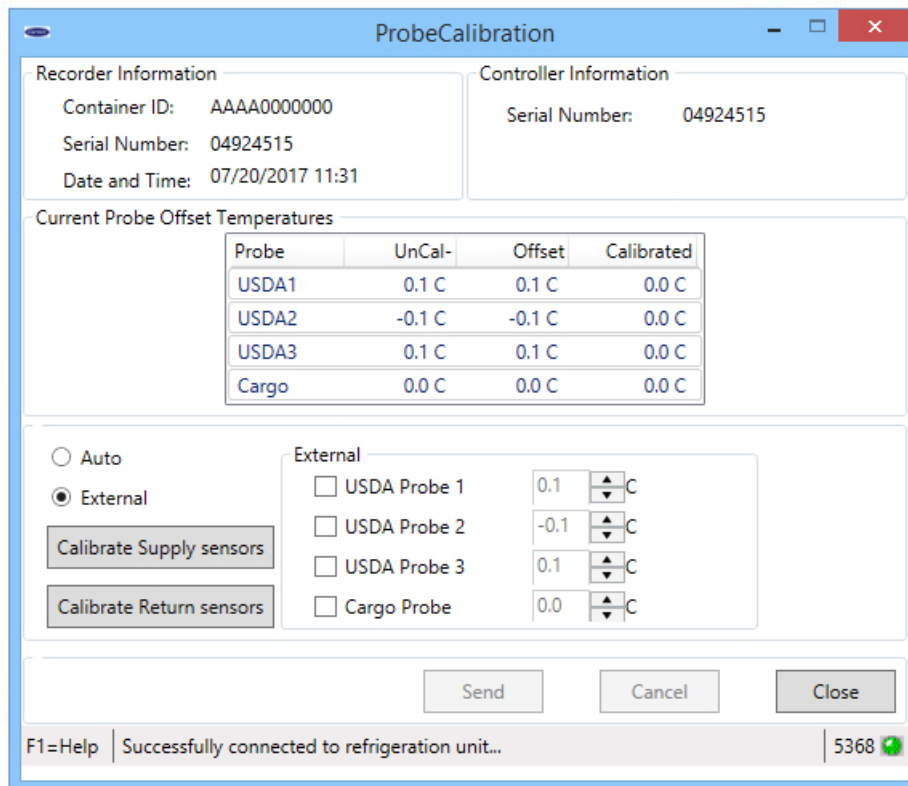 ProbeCalibration
Recorder Information
Container ID: AAAA0000000
Serial Number: 04924515
Date and Time: 07/20/2017 11:31
Controller Information
Serial Number: 04924515
Current Probe Offset Temperatures
Probe UnCal- Offset Calibrated
USDA1 0.1 C 0.1 C 0.0 C
USDA2 -0.1 C -0.1 C 0.0 C
USDA3 0.1 C 0.1 C 0.0 C
Cargo 0.0 C 0.0 C 0.0 C
Auto
External
Calibrate Supply sensors
Calibrate Return sensors
External
USDA Probe 1 0.1 C
USDA Probe 2 -0.1 C
USDA Probe 3 0.1 C
Cargo Probe 0.0 C
Send Cancel Close
F1=Help Successfully connected to refrigeration unit... 5368